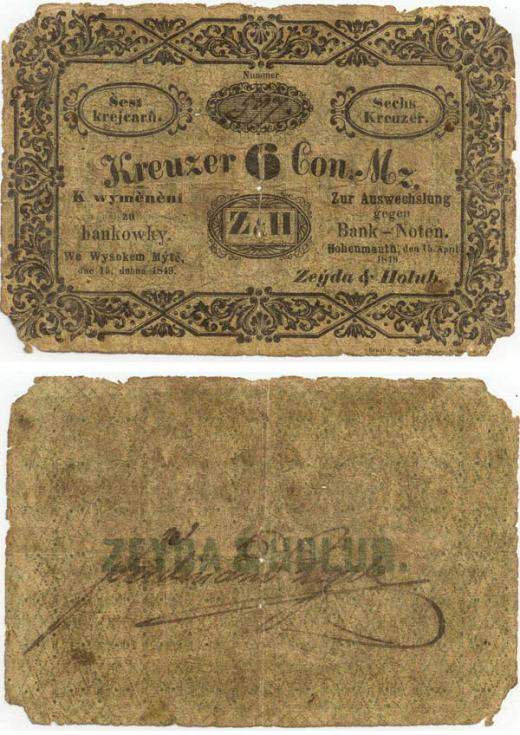 Nummer
Šest
krejcarů.
Sechs
Kreuzer.
Kreuzer 6 Con. Mz.
K wyměnění
za
bankowky.
We Wysokem Mýtě,
dne 15. dubna 1849.
Z & H
Zur Auswechslung
gegen
Bank-Noten.
Hohenmauth, den 15. April
1849.
Zeÿda & Holub.
ZEYDA & HOLUB.